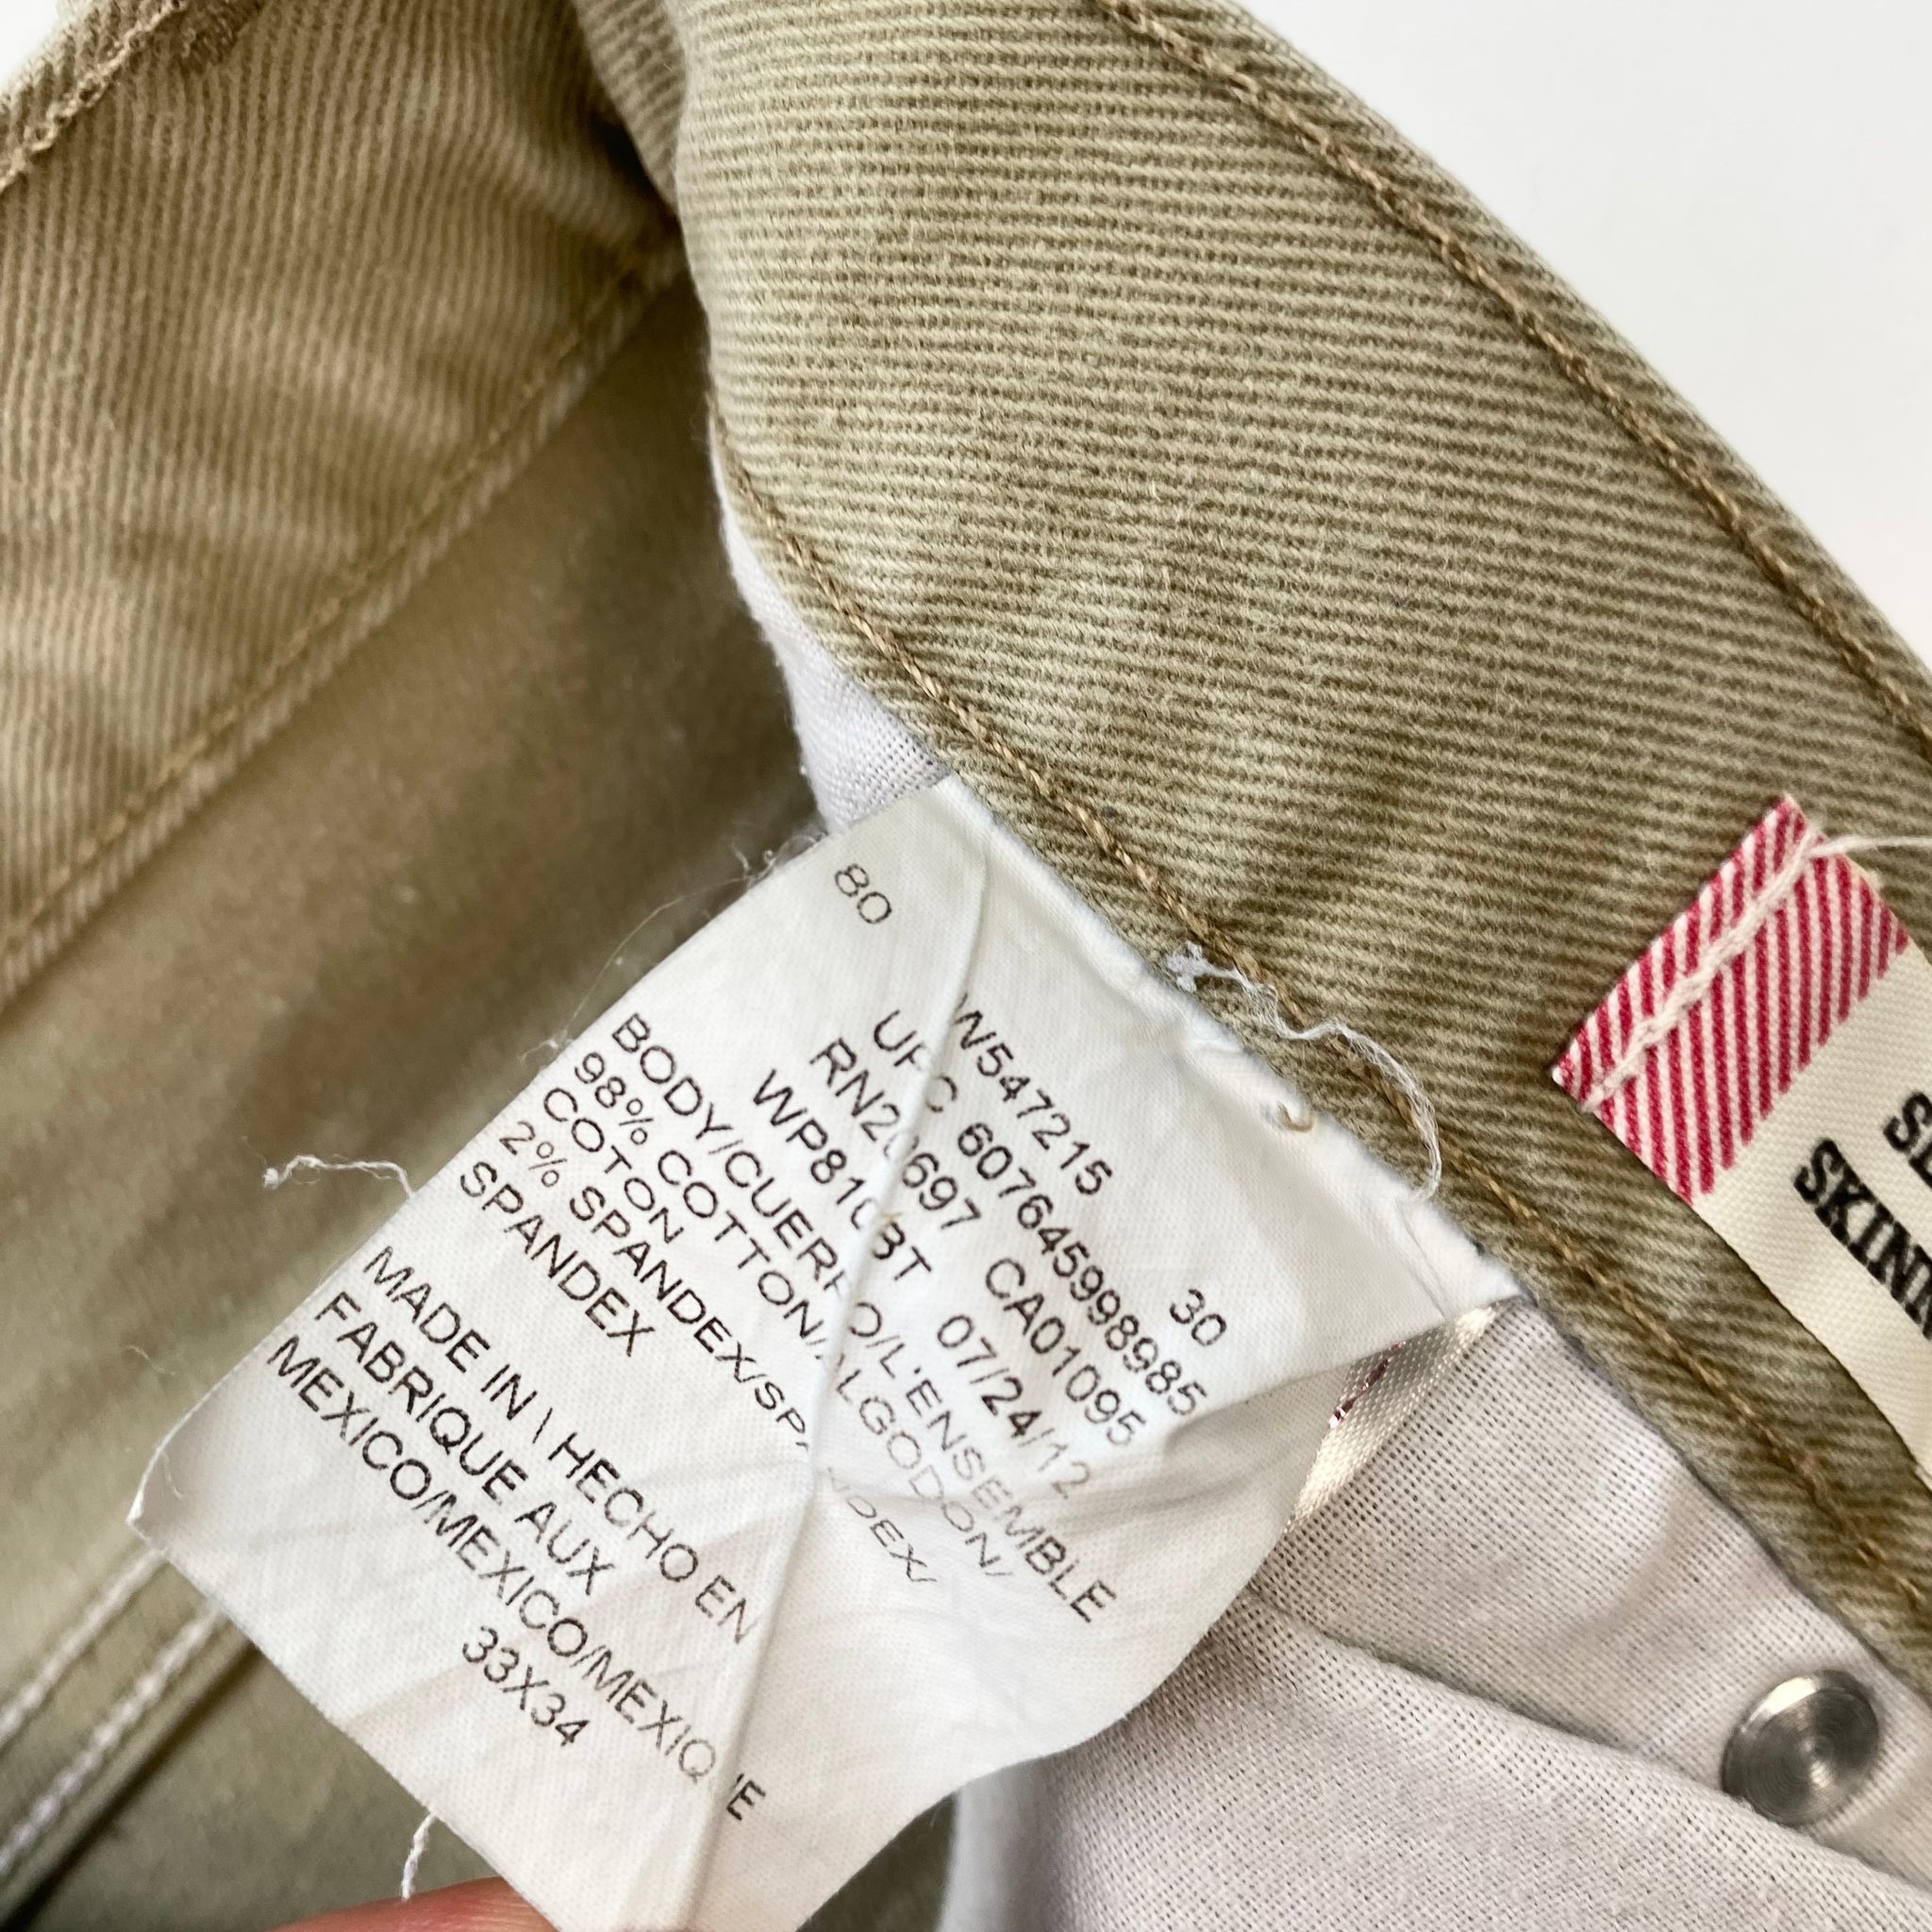 80
W547215 30
UPC 607645998985
RN20697 CA01095
WP810BT 07/24/12
BODY/CUERPO/L'ENSEMBLE
98% COTTON/ALGODON/
COTON
2% SPANDEX/SPANDEX/
SPANDEX
MADE IN \ HECHO EN
FABRIQUE AUX
MEXICO/MEXICO/MEXIQUE
33X34